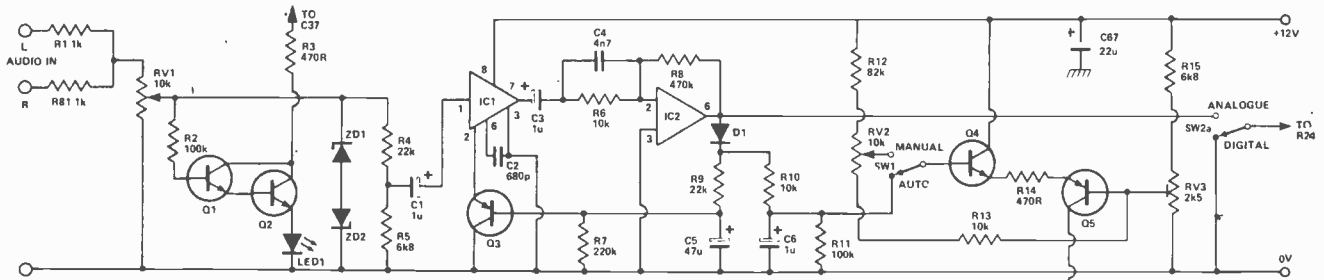 L
AUDIO IN
R
R1 1k
R81 1k
RV1
10k
R2
100k
Q1
Q2
LED1
TO
C37
R3
470R
ZD1
ZD2
R4
22k
R5
6k8
C1
1u
8
7
1
IC1
3
2
6
C2
680p
Q3
C3
1u
C4
4n7
R6
10k
R8
470k
2
IC2
6
3
D1
R7
220k
R9
22k
C5
47u
R10
10k
C6
1u
R11
100k
R12
82k
RV2
10k
MANUAL
SW1
AUTO
Q4
R14
470R
Q5
R13
10k
C67
22u
R15
6k8
RV3
2k5
+12V
ANALOGUE
SW2a
DIGITAL
TO
R24
0V